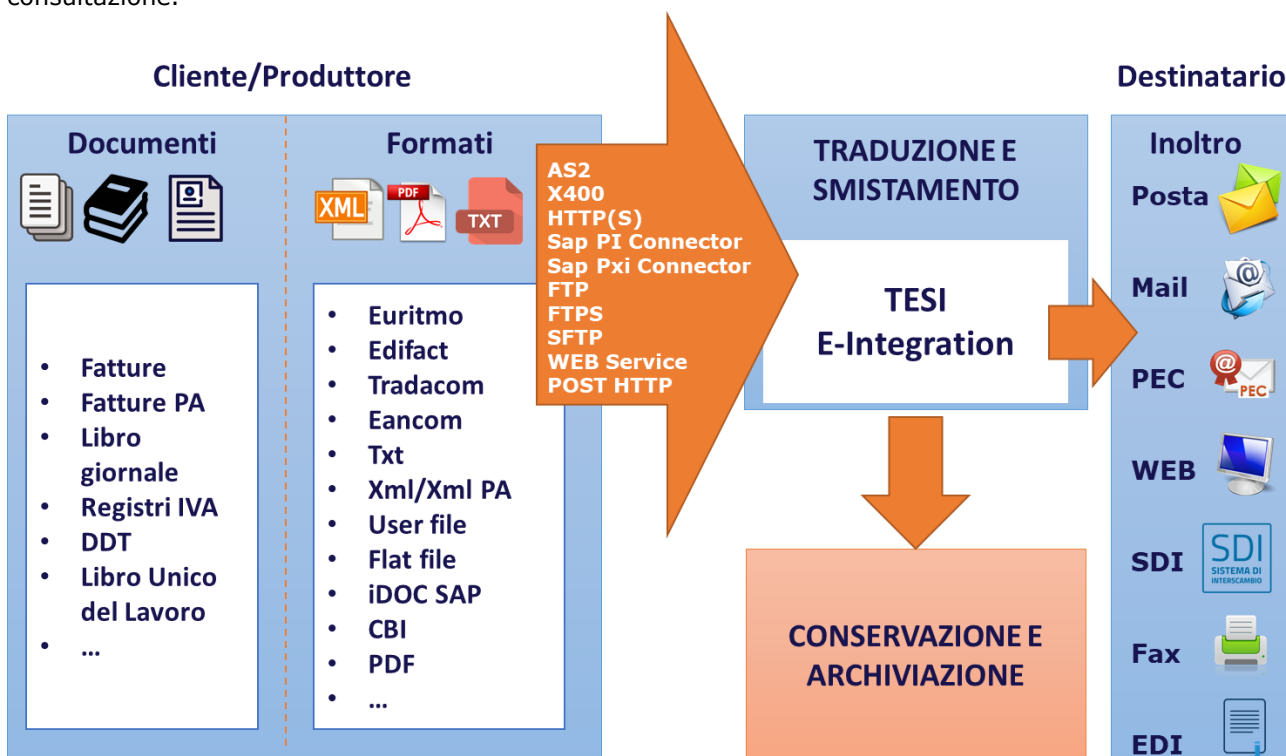 consultazione.
Cliente/Produttore
Documenti
Fatture
Fatture PA
Libro
giornale
Registri IVA
DDT
Libro Unico
del Lavoro
...
Formati
XML
PDF
TXT
Euritmo
Edifact
Tradacom
Eancom
Txt
Xml/Xml PA
User file
Flat file
iDOC SAP
CBI
PDF
...
AS2
X400
HTTP(S)
Sap PI Connector
Sap Pxi Connector
FTP
FTPS
SFTP
WEB Service
POST HTTP
TRADUZIONE E
SMISTAMENTO
TESI
E-Integration
CONSERVAZIONE E
ARCHIVIAZIONE
Destinatario
Inoltro
Posta
Mail
@
PEC
@
PEC
WEB
SDI
SDI
SISTEMA DI
INTERSCAMBIO
Fax
EDI